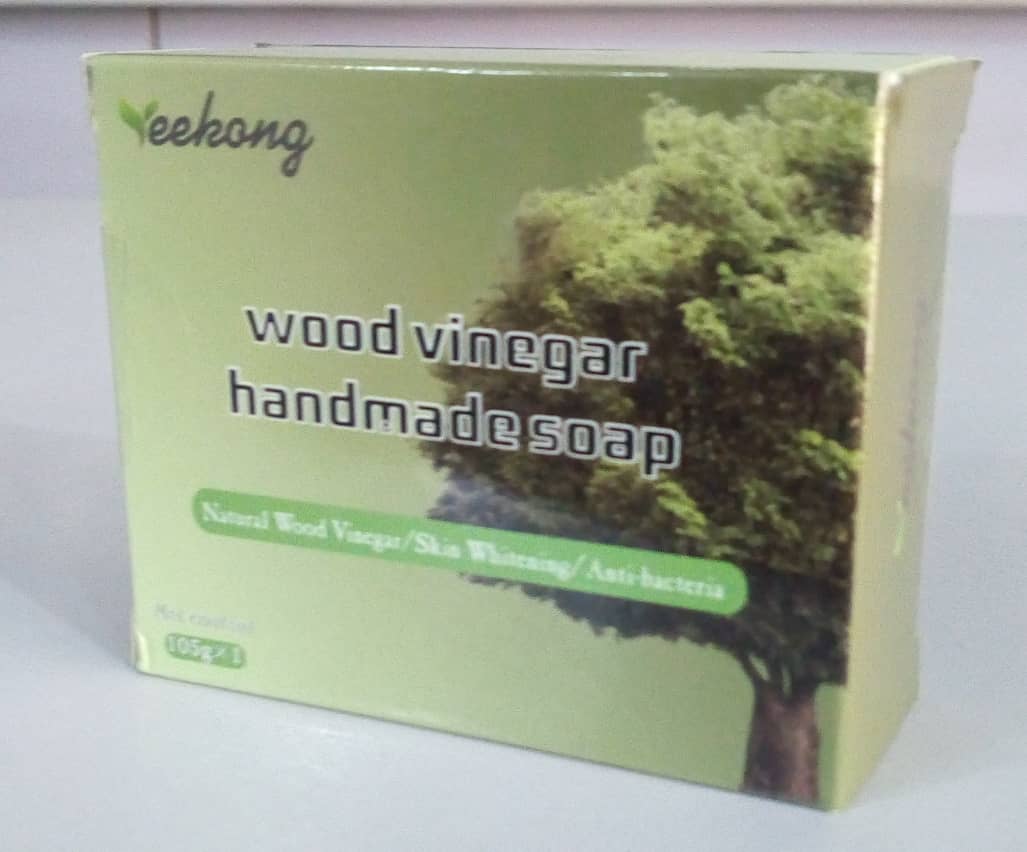 Yeekong
wood vinegar
handmade soap
Natural Wood Vinegar/Skin Whitening/Anti-bacteria
Net content
105g×1